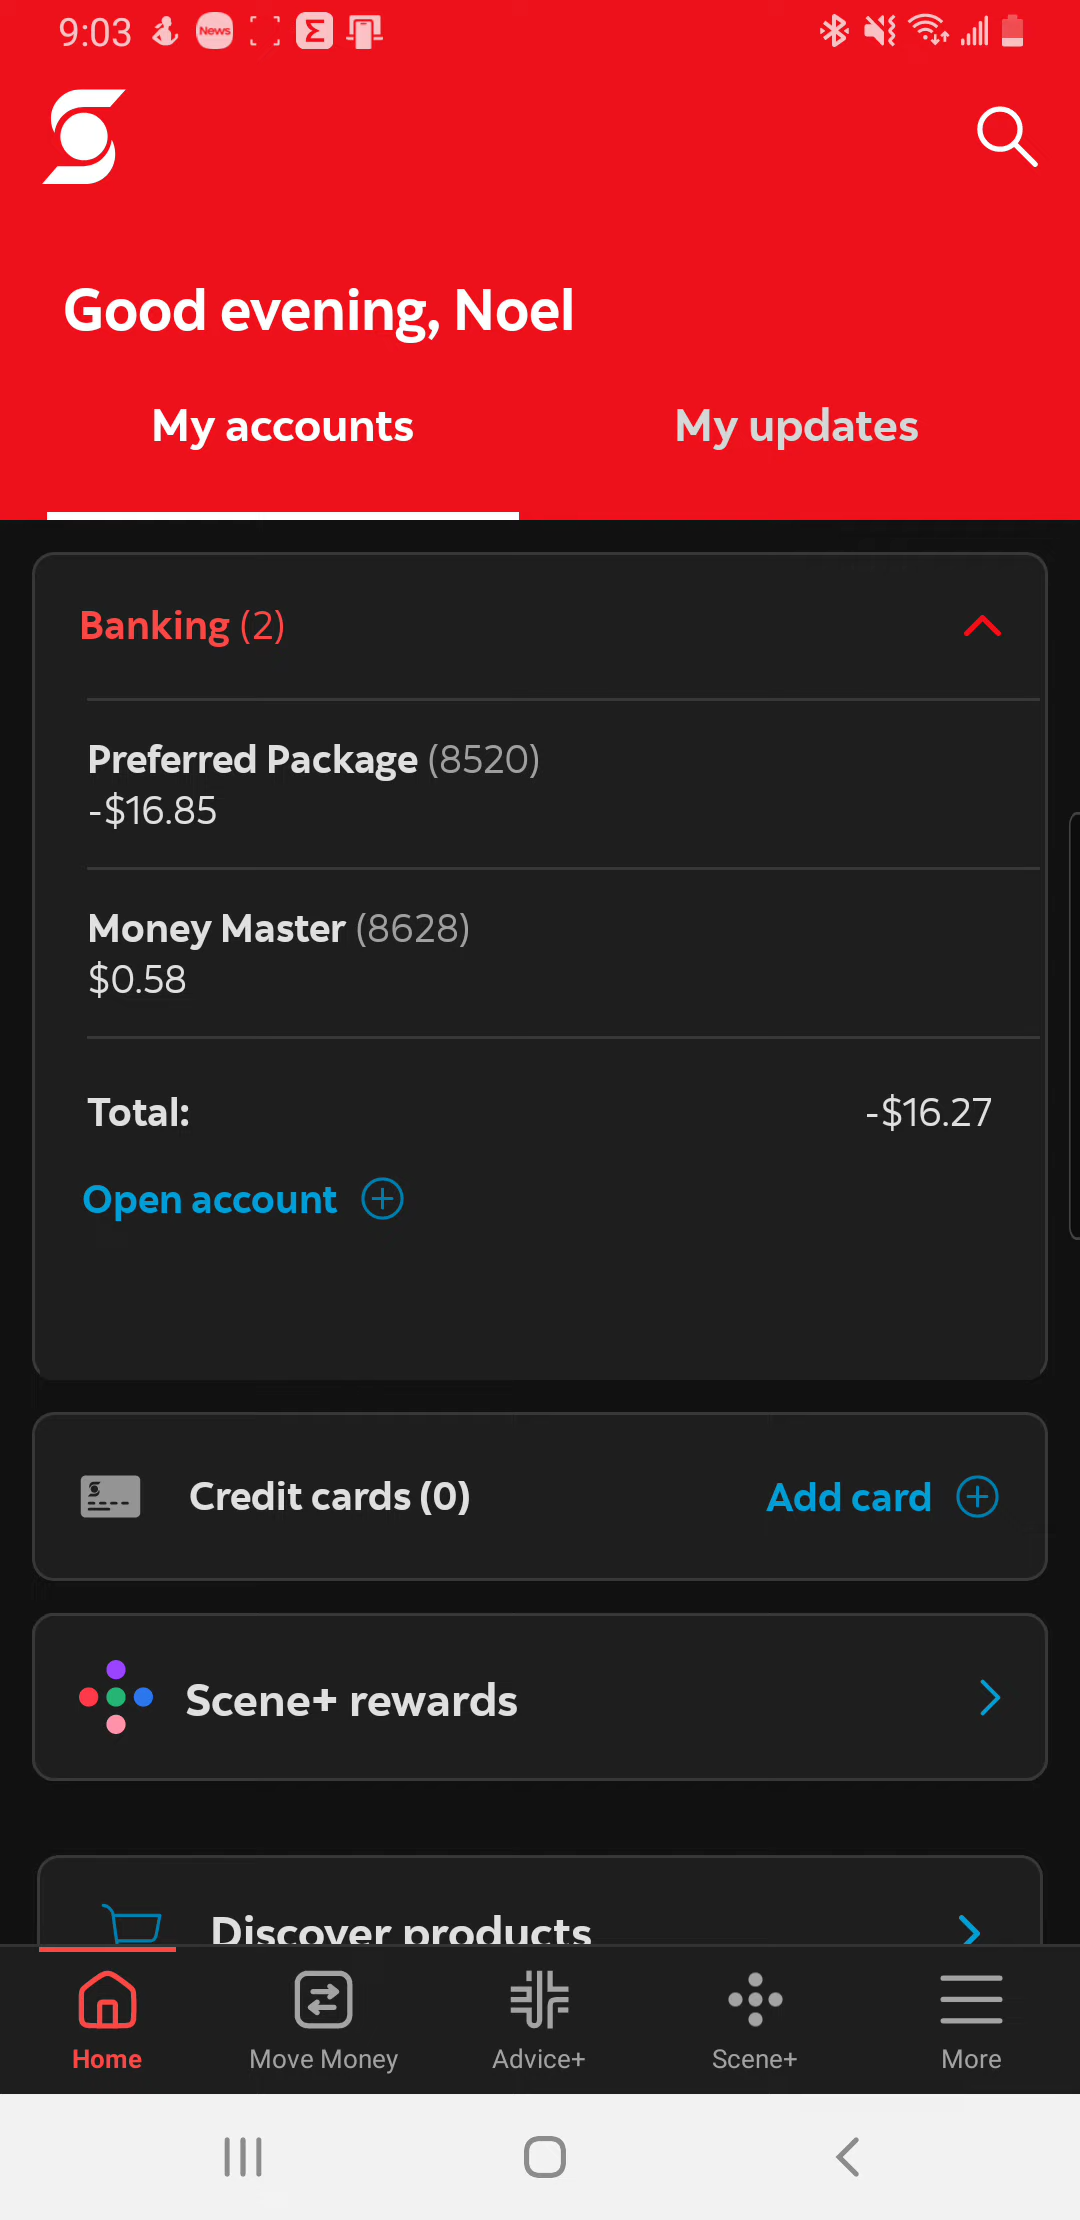 9:03
News
Good evening, Noel
My accounts
My updates
Banking (2)
Preferred Package (8520)
-$16.85
Money Master (8628)
$0.58
Total:
-$16.27
Open account
Credit cards (0)
Add card
Scene+ rewards
Discover products
Home
Move Money
Advice+
Scene+
More